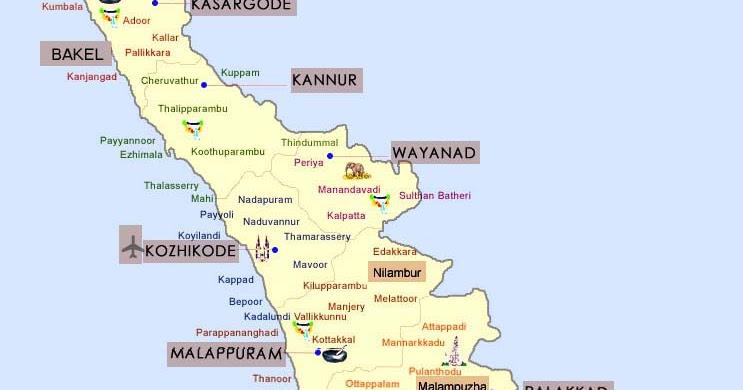 KASARGODE
Kumbala
Adoor
Kallar
BAKEL
Pallikkara
Kanjangad
Kuppam
Cheruvathur
KANNUR
Thalipparambu
Payyannoor
Thindummal
Ezhimala
Koothuparambu
WAYANAD
Periya
Thalasserry
Manandavadi
Mahi
Nadapuram
Sulthan Batheri
Payyoli
Naduvannur
Kalpatta
Koyilandi
Thamarassery
KOZHIKODE
Edakkara
Mavoor
Nilambur
Kappad
Kilupparambu
Bepoor
Manjery
Melattoor
Kadalundi
Vallikkunnu
Parappananghadi
Attappadi
Kottakkal
Mannarkkadu
MALAPPURAM
Thanoor
Pulanthodu
Ottappalam
Malampuzha
PALAKKAD